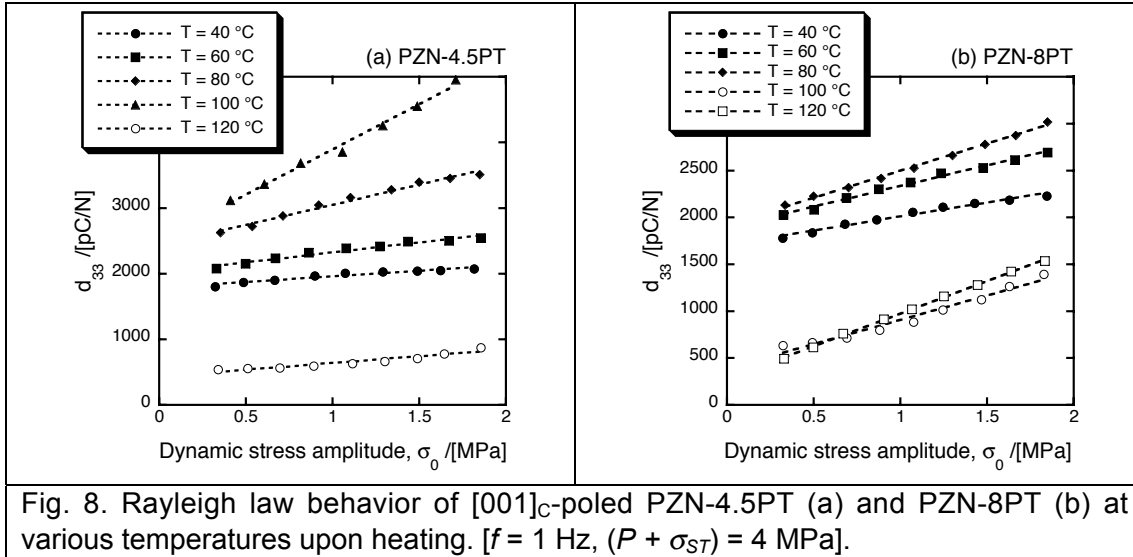 T = 40 °C
T = 60 °C
T = 80 °C
T = 100 °C
T = 120 °C
(a) PZN-4.5PT
3000
2000
1000
0
d33 /[pC/N]
0 0.5 1 1.5 2
Dynamic stress amplitude, σ0 /[MPa]
T = 40 °C
T = 60 °C
T = 80 °C
T = 100 °C
T = 120 °C
(b) PZN-8PT
2500
2000
1500
1000
500
0
d33 /[pC/N]
0 0.5 1 1.5 2
Dynamic stress amplitude, σ0 /[MPa]
Fig. 8. Rayleigh law behavior of [001]C-poled PZN-4.5PT (a) and PZN-8PT (b) at
various temperatures upon heating. [f = 1 Hz, (P + σST) = 4 MPa].